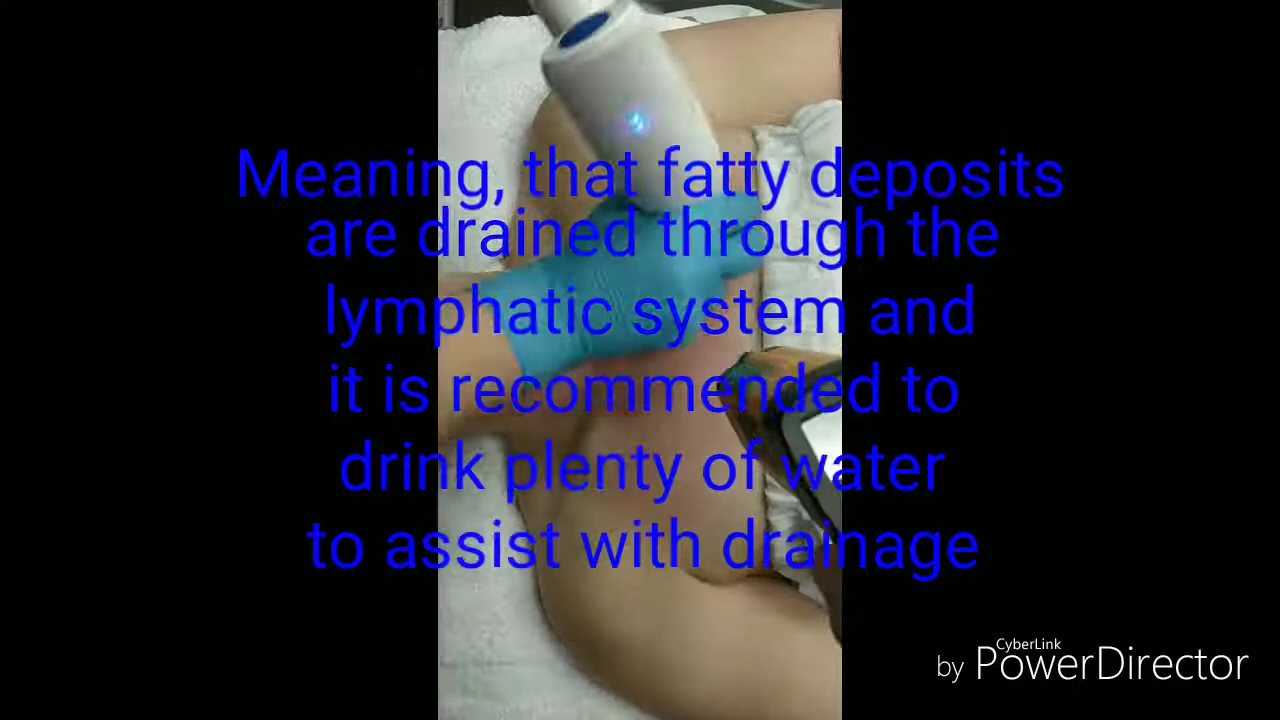 Meaning, that fatty deposits
are drained through the
lymphatic system and
it is recommended to
drink plenty of water
to assist with drainage
CyberLink
by PowerDirector